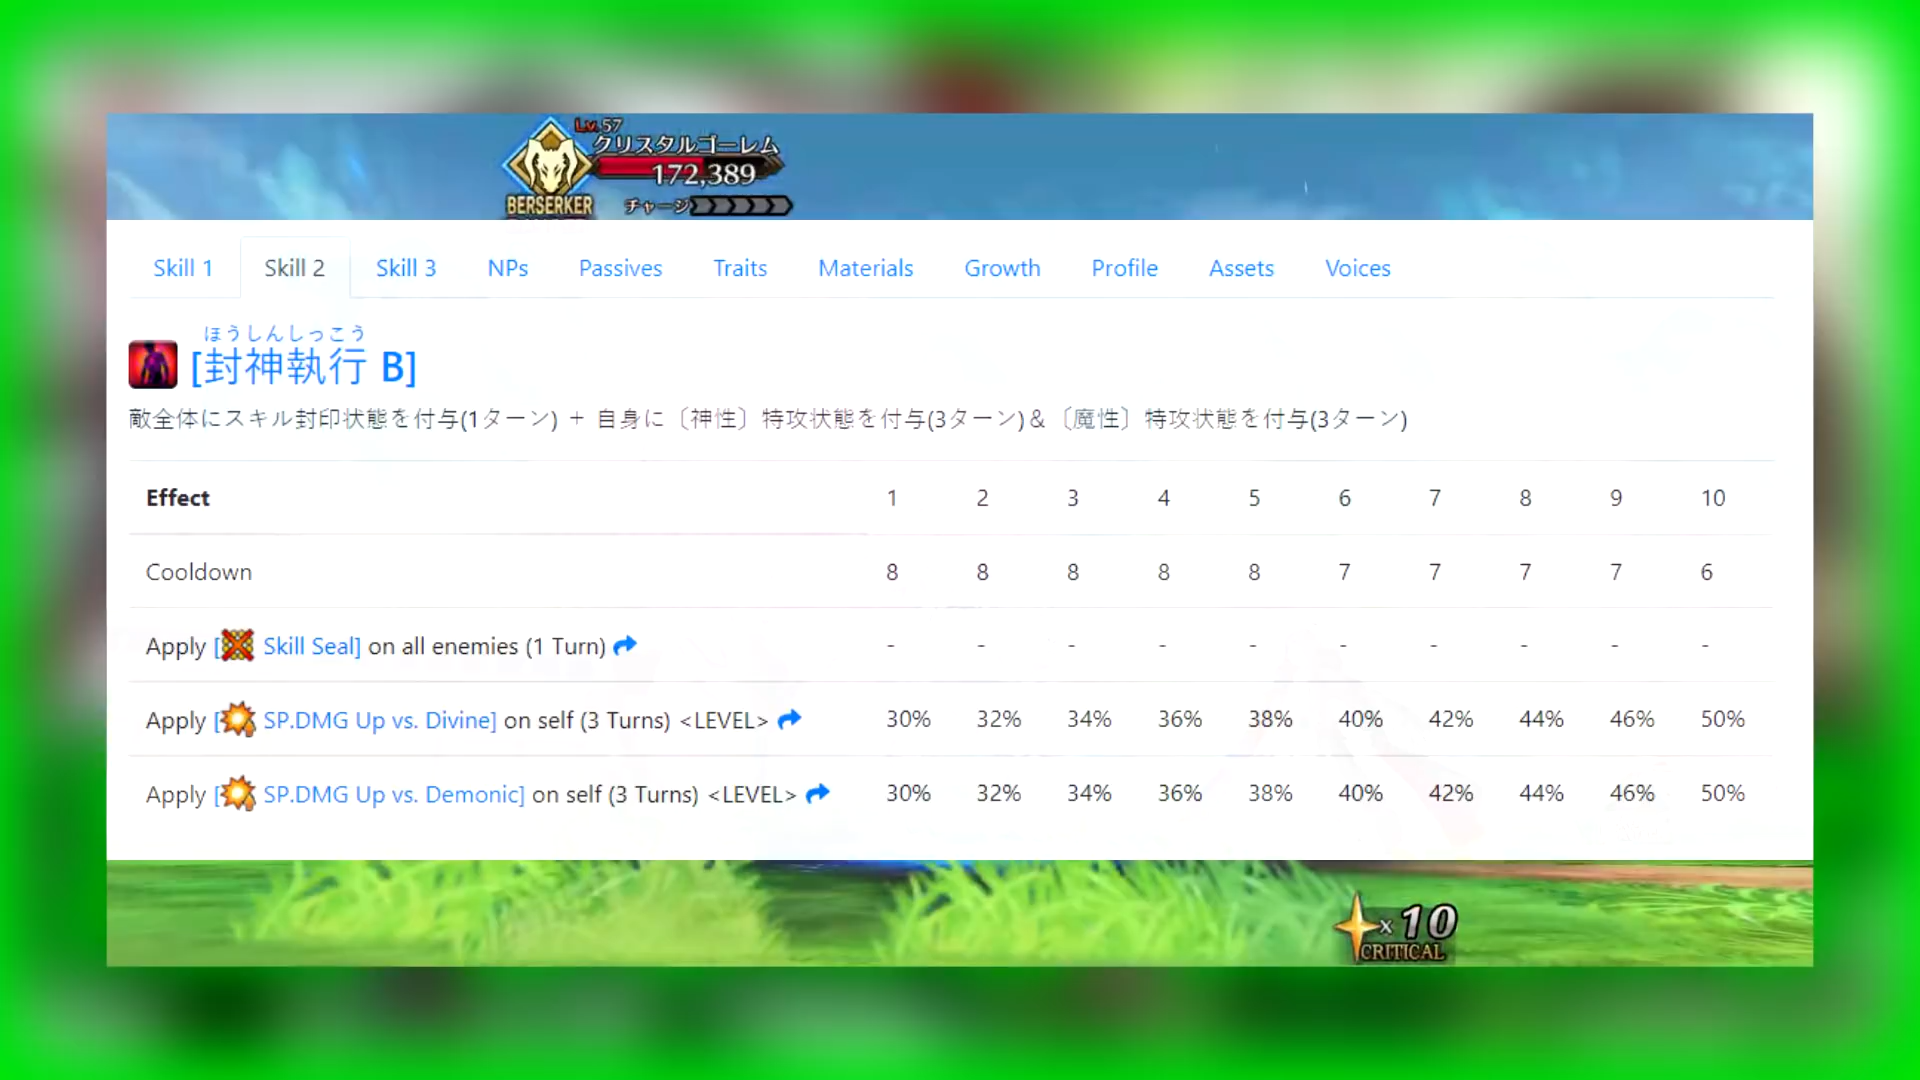 Lv.57
クリスタルゴーレム
172,389
BERSERKER チャージ
Skill 1 Skill 2 Skill 3 NPs Passives Traits Materials Growth Profile Assets Voices
ほうしんしっこう
[封神執行 B]
敵全体にスキル封印状態を付与(1ターン) ＋ 自身に〔神性〕特攻状態を付与(3ターン)＆〔魔性〕特攻状態を付与(3ターン)
Effect 1 2 3 4 5 6 7 8 9 10
Cooldown 8 8 8 8 8 7 7 7 7 6
Apply [Skill Seal] on all enemies (1 Turn) - - - - - - - - - -
Apply [SP.DMG Up vs. Divine] on self (3 Turns) <LEVEL> 30% 32% 34% 36% 38% 40% 42% 44% 46% 50%
Apply [SP.DMG Up vs. Demonic] on self (3 Turns) <LEVEL> 30% 32% 34% 36% 38% 40% 42% 44% 46% 50%
x 10
CRITICAL